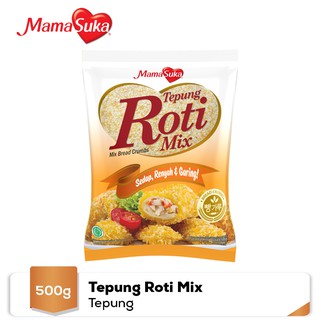 MamaSuka
MamaSuka
Tepung
Roti
Mix
Mix Bread Crumbs
Sedap, Renyah & Garing!
500g
Tepung Roti Mix
Tepung